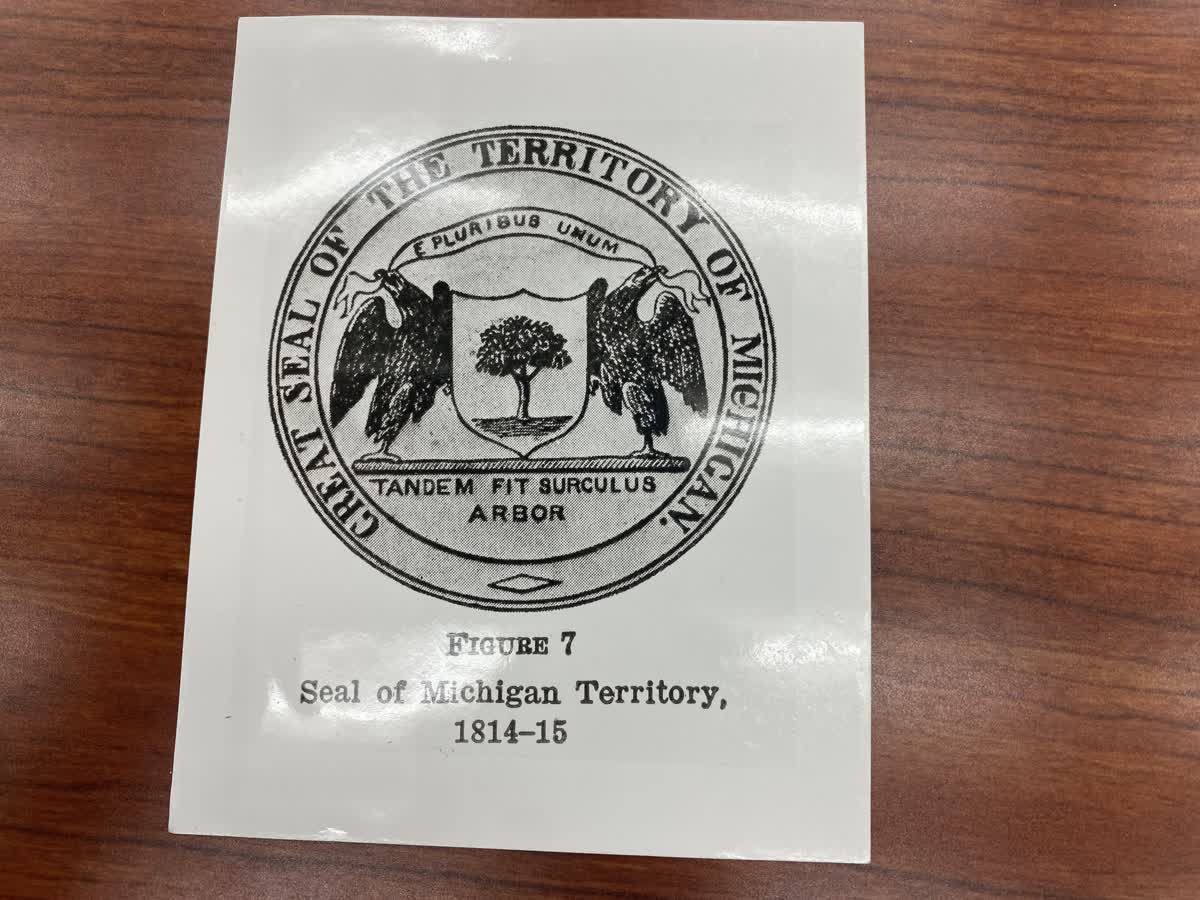 GREAT SEAL OF THE TERRITORY OF MICHIGAN.
E PLURIBUS UNUM
TANDEM FIT SURCULUS
ARBOR
FIGURE 7
Seal of Michigan Territory,
1814–15